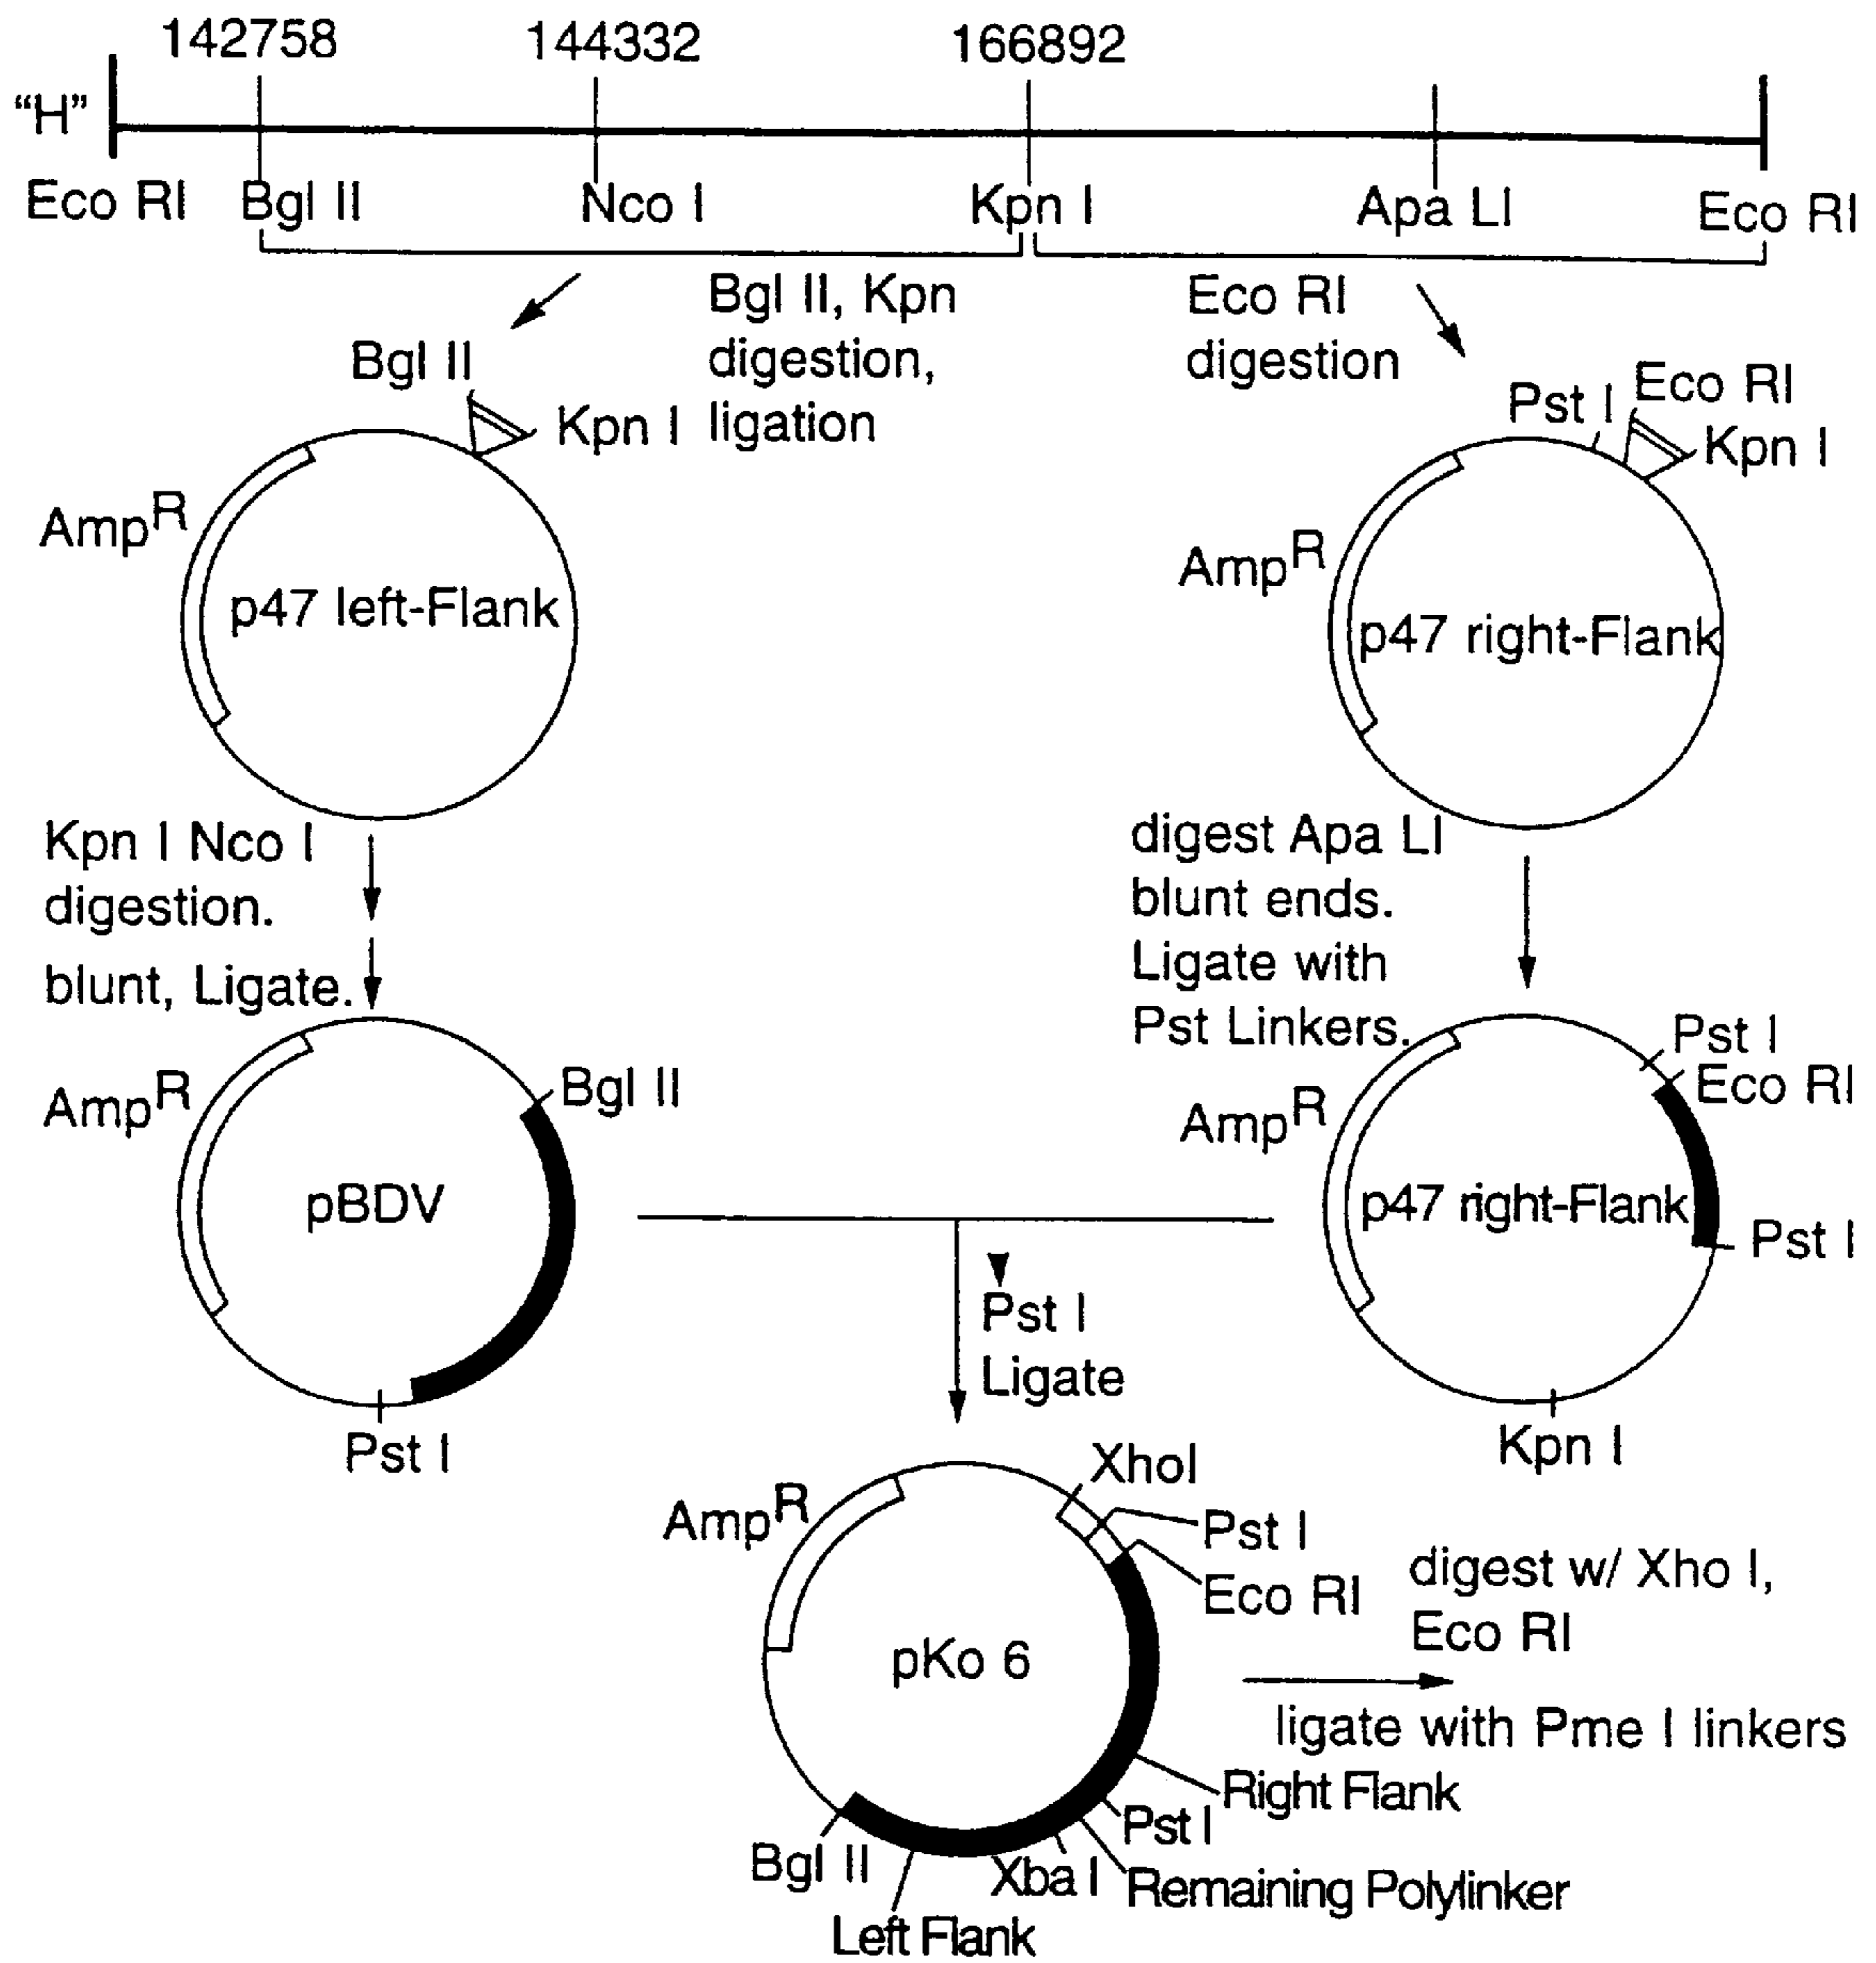 142758 144332 166892
“H”
Eco RI Bgl II Nco I Kpn I Apa LI Eco RI
Bgl II, Kpn
digestion,
ligation
Eco RI
digestion
Bgl II
Kpn I
Pst I
Eco RI
Kpn I
AmpR
p47 left-Flank
AmpR
p47 right-Flank
Kpn I Nco I
digestion.
blunt, Ligate.
digest Apa LI
blunt ends.
Ligate with
Pst Linkers.
AmpR
Bgl II
pBDV
Pst I
Pst I
Eco RI
AmpR
p47 right-Flank
Pst I
Kpn I
Pst I
Ligate
XhoI
AmpR
Pst I
Eco RI
pKo 6
digest w/ Xho I,
Eco RI
ligate with Pme I linkers
Right Flank
Pst I
Bgl II
Xba I
Remaining Polylinker
Left Flank